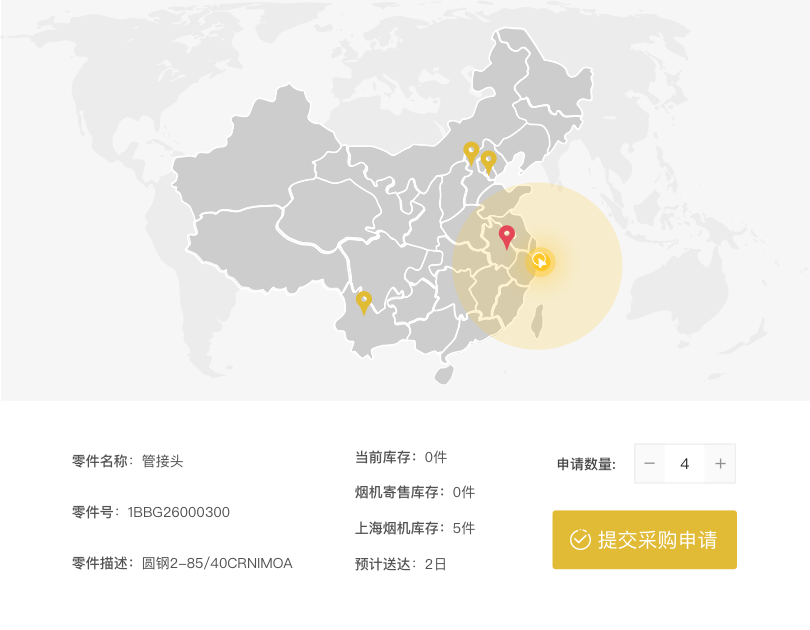 零件名称：管接头
零件号：1BBG26000300
零件描述：圆钢2-85/40CRNIMOA
当前库存：0件
烟机寄售库存：0件
上海烟机库存：5件
预计送达：2日
申请数量: − 4 +
提交采购申请